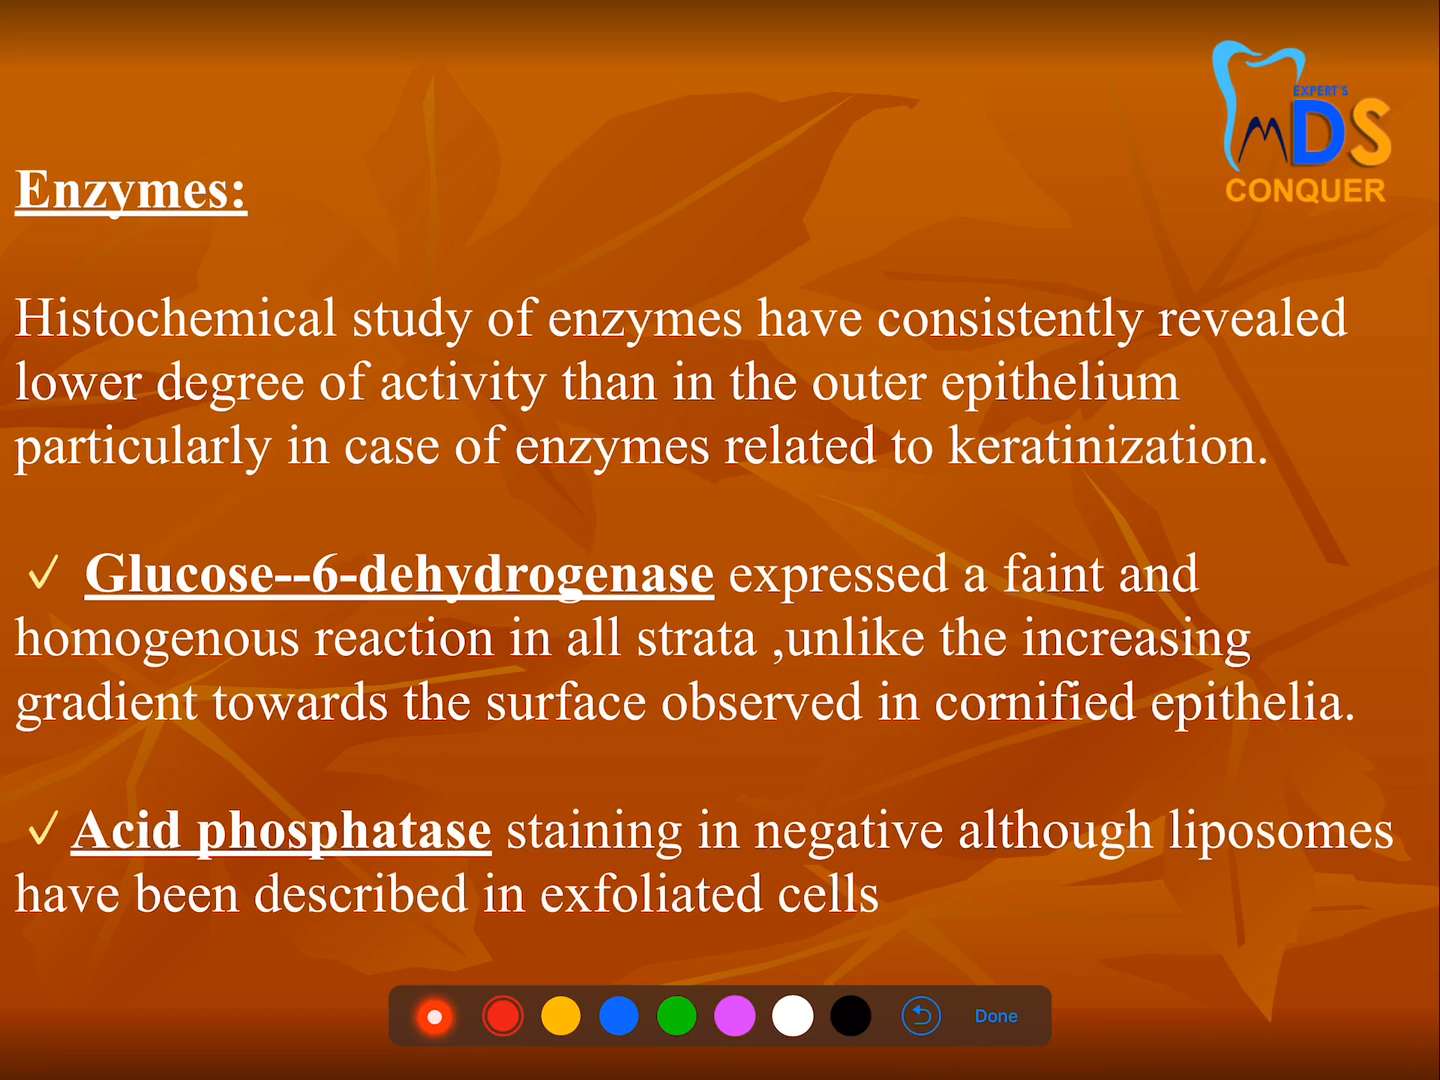 EXPERT'S
MDS
CONQUER
Enzymes:
Histochemical study of enzymes have consistently revealed
lower degree of activity than in the outer epithelium
particularly in case of enzymes related to keratinization.
✓ Glucose--6-dehydrogenase expressed a faint and
homogenous reaction in all strata ,unlike the increasing
gradient towards the surface observed in cornified epithelia.
✓ Acid phosphatase staining in negative although liposomes
have been described in exfoliated cells
Done